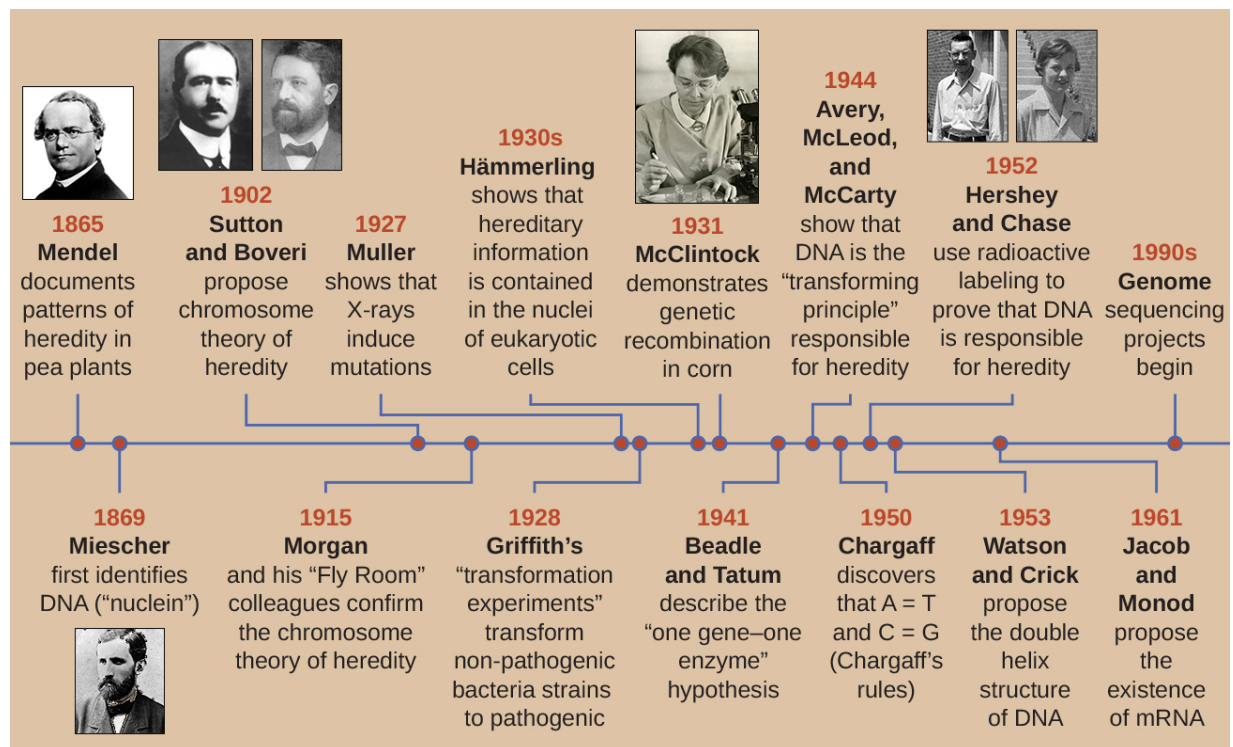 1865
Mendel
documents
patterns of
heredity in
pea plants
1902
Sutton
and Boveri
propose
chromosome
theory of
heredity
1927
Muller
shows that
X-rays
induce
mutations
1930s
Hämmerling
shows that
hereditary
information
is contained
in the nuclei
of eukaryotic
cells
1931
McClintock
demonstrates
genetic
recombination
in corn
1944
Avery,
McLeod,
and
McCarty
show that
DNA is the
“transforming
principle”
responsible
for heredity
1952
Hershey
and Chase
use radioactive
labeling to
prove that DNA
is responsible
for heredity
1990s
Genome
sequencing
projects
begin
1869
Miescher
first identifies
DNA (“nuclein”)
1915
Morgan
and his “Fly Room”
colleagues confirm
the chromosome
theory of heredity
1928
Griffith’s
“transformation
experiments”
transform
non-pathogenic
bacteria strains
to pathogenic
1941
Beadle
and Tatum
describe the
“one gene–one
enzyme”
hypothesis
1950
Chargaff
discovers
that A = T
and C = G
(Chargaff’s
rules)
1953
Watson
and Crick
propose
the double
helix
structure
of DNA
1961
Jacob
and
Monod
propose
the
existence
of mRNA